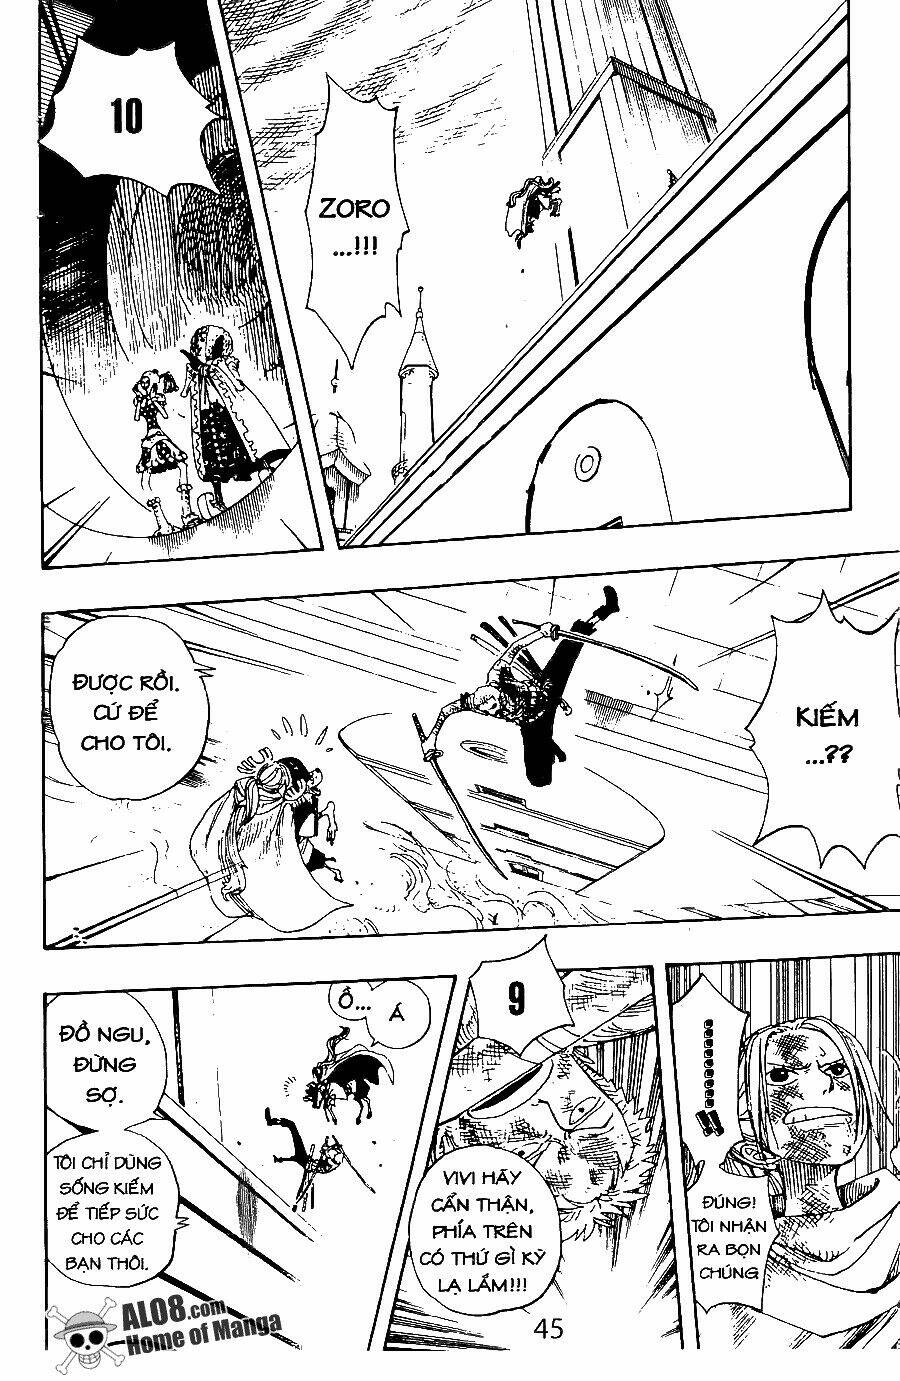 10
ZORO
...!!!
ĐƯỢC RỒI.
CỨ ĐỂ
CHO TÔI.
KIẾM
...??
ĐỒ NGU,
ĐỪNG
SỢ.
TÔI CHỈ DÙNG
SỐNG KIẾM
ĐỂ TIẾP SỨC
CHO CÁC
BẠN THÔI.
Ồ...
Á
9
VIVI HÃY
CẨN THẬN,
PHÍA TRÊN
CÓ THỨ GÌ KỲ
LẠ LẮM!!!
.........!!
ĐÚNG!
TÔI NHẬN
RA BỌN
CHÚNG
45
ALO8.com
Home of Manga